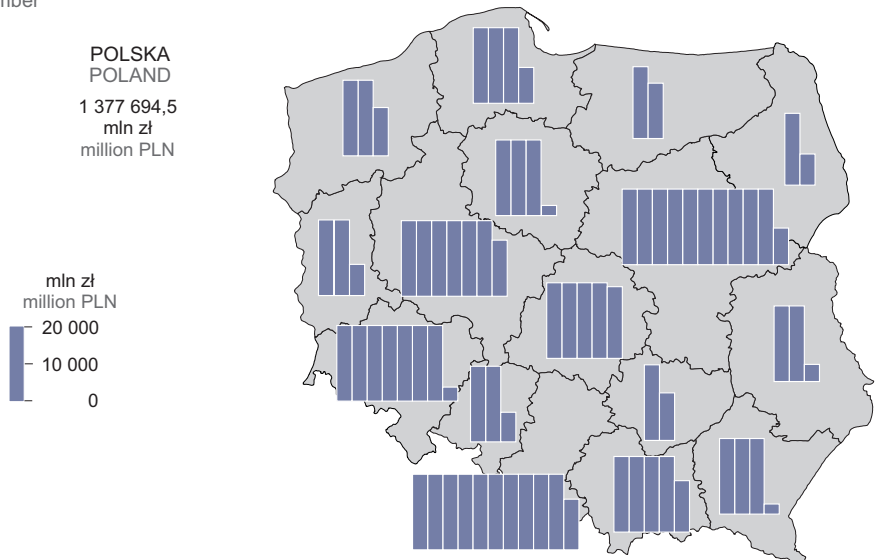 POLSKA
POLAND
1 377 694,5
mln zł
million PLN
mln zł
million PLN
20 000
10 000
0